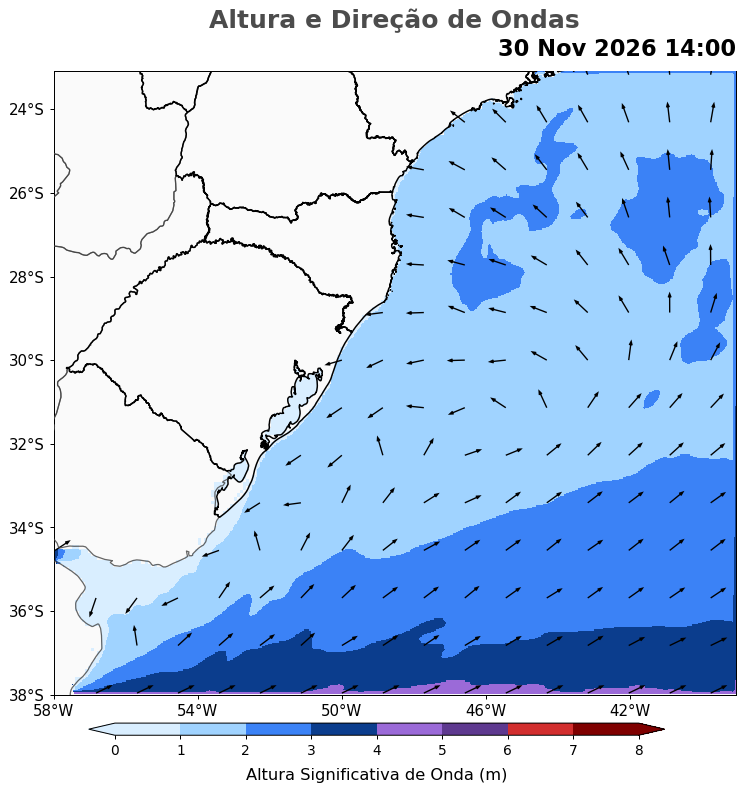 Altura e Direção de Ondas
30 Nov 2026 14:00
24°S
26°S
28°S
30°S
32°S
34°S
36°S
38°S
58°W 54°W 50°W 46°W 42°W
0 1 2 3 4 5 6 7 8
Altura Significativa de Onda (m)